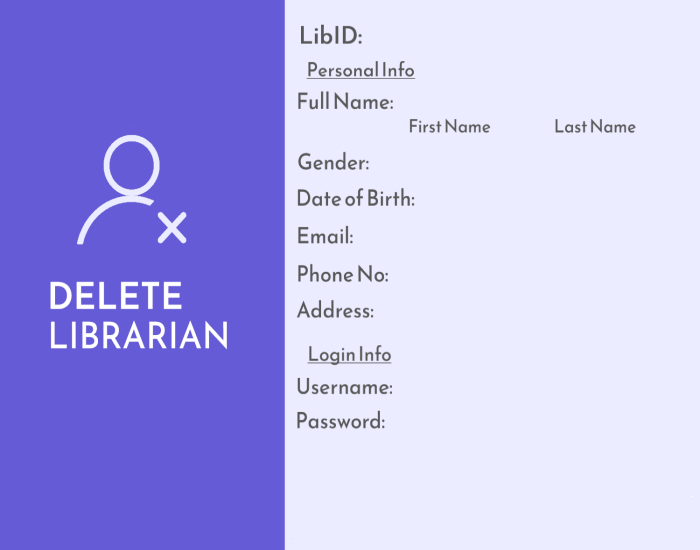 DELETE
LIBRARIAN
LibID:
Personal Info
Full Name:
First Name Last Name
Gender:
Date of Birth:
Email:
Phone No:
Address:
Login Info
Username:
Password: